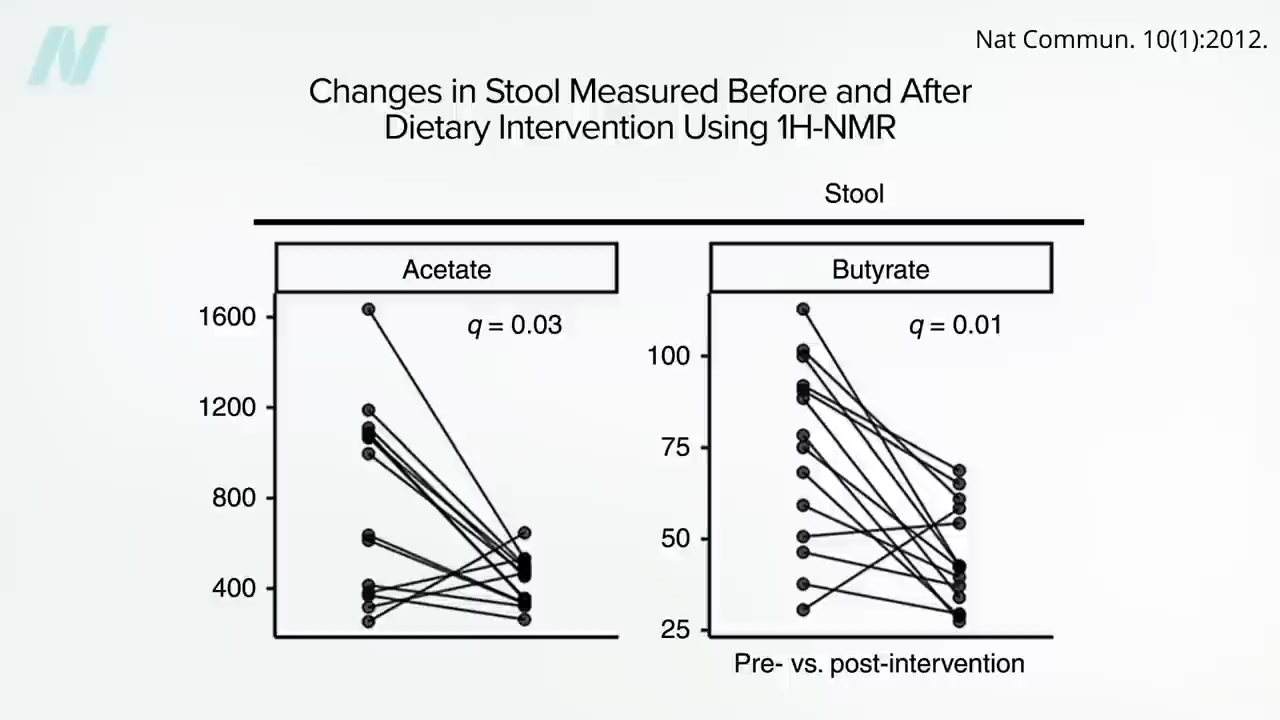 Nat Commun. 10(1):2012.
Changes in Stool Measured Before and After
Dietary Intervention Using 1H-NMR
Stool
Acetate
q = 0.03
1600
1200
800
400
Butyrate
q = 0.01
100
75
50
25
Pre- vs. post-intervention